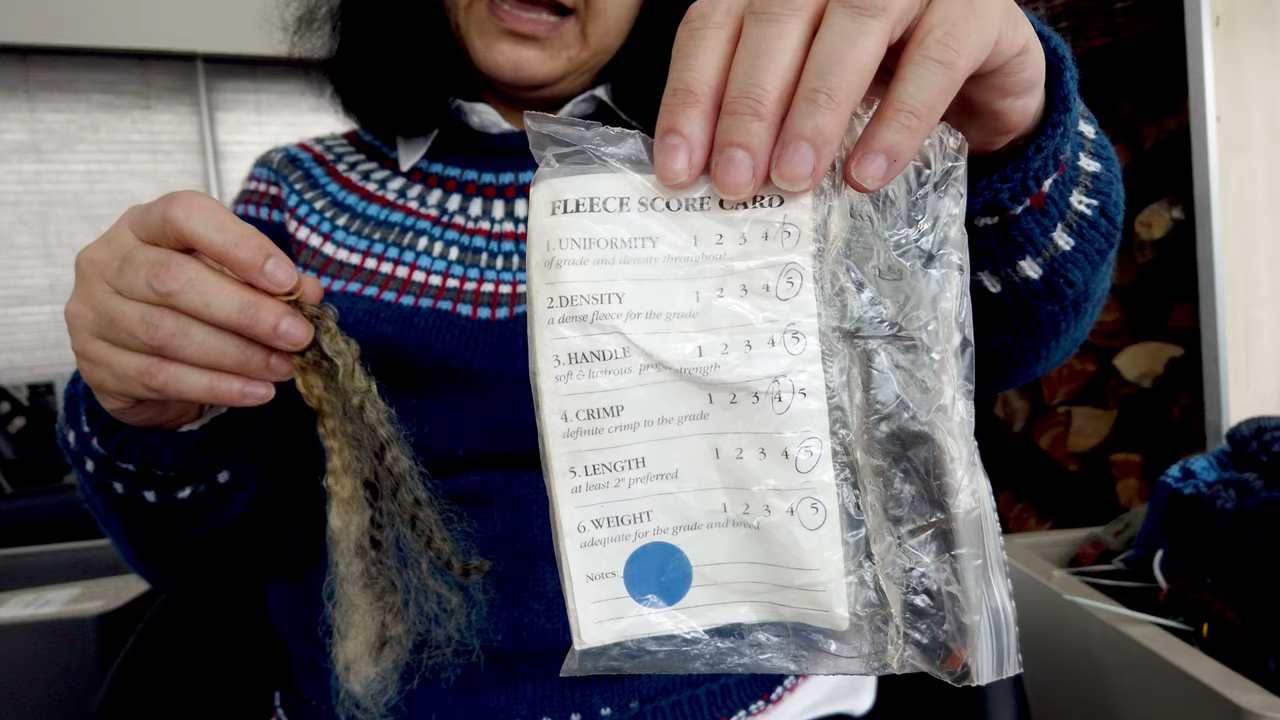 FLEECE SCORE CARD
1. UNIFORMITY 1 2 3 4 5
of grade and density throughout
2. DENSITY 1 2 3 4 5
a dense fleece for the grade
3. HANDLE 1 2 3 4 5
soft & lustrous, strength
4. CRIMP 1 2 3 4 5
definite crimp to the grade
5. LENGTH 1 2 3 4 5
at least 2" preferred
6. WEIGHT 1 2 3 4 5
adequate for the grade and breed
Notes: